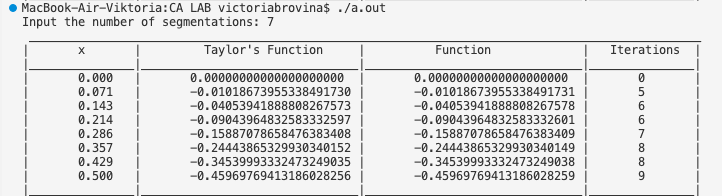 MacBook-Air-Viktoria:CA LAB victoriabrovina$ ./a.out
Input the number of segmentations: 7
| x | Taylor's Function | Function | Iterations |
| 0.000 | 0.00000000000000000000 | 0.00000000000000000000 | 0 |
| 0.071 | -0.01018673955338491730 | -0.01018673955338491731 | 5 |
| 0.143 | -0.04053941888808267573 | -0.04053941888808267578 | 6 |
| 0.214 | -0.09043964832583332597 | -0.09043964832583332601 | 6 |
| 0.286 | -0.15887078658476383408 | -0.15887078658476383409 | 7 |
| 0.357 | -0.24443865329930340152 | -0.24443865329930340149 | 8 |
| 0.429 | -0.34539993332473249035 | -0.34539993332473249038 | 8 |
| 0.500 | -0.45969769413186028256 | -0.45969769413186028259 | 9 |